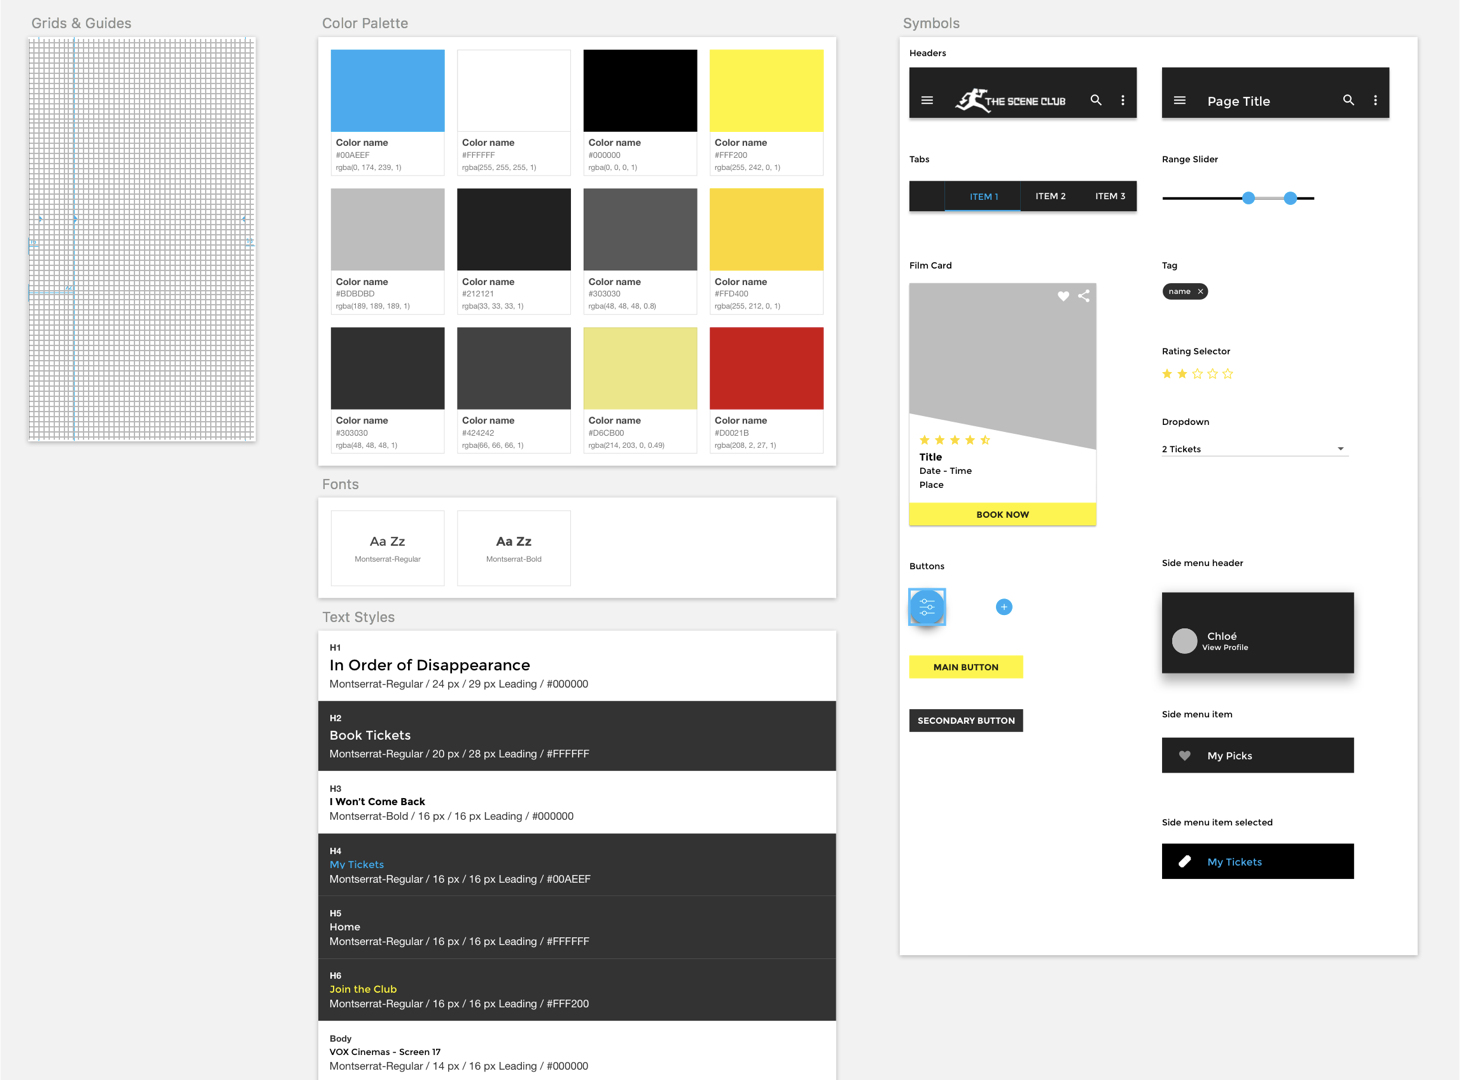 Grids & Guides
Color Palette
Color name
#00AEEF
rgba(0, 174, 239, 1)
Color name
#FFFFFF
rgba(255, 255, 255, 1)
Color name
#000000
rgba(0, 0, 0, 1)
Color name
#FFF200
rgba(255, 242, 0, 1)
Color name
#BDBDBD
rgba(189, 189, 189, 1)
Color name
#212121
rgba(33, 33, 33, 1)
Color name
#303030
rgba(48, 48, 48, 0.8)
Color name
#FFD400
rgba(255, 212, 0, 1)
Color name
#303030
rgba(48, 48, 48, 1)
Color name
#424242
rgba(66, 66, 66, 1)
Color name
#D6CB00
rgba(214, 203, 0, 0.49)
Color name
#D0021B
rgba(208, 2, 27, 1)
Fonts
Aa Zz
Montserrat-Regular
Aa Zz
Montserrat-Bold
Text Styles
H1
In Order of Disappearance
Montserrat-Regular / 24 px / 29 px Leading / #000000
H2
Book Tickets
Montserrat-Regular / 20 px / 28 px Leading / #FFFFFF
H3
I Won't Come Back
Montserrat-Bold / 16 px / 16 px Leading / #000000
H4
My Tickets
Montserrat-Regular / 16 px / 16 px Leading / #00AEEF
H5
Home
Montserrat-Regular / 16 px / 16 px Leading / #FFFFFF
H6
Join the Club
Montserrat-Regular / 16 px / 16 px Leading / #FFF200
Body
VOX Cinemas - Screen 17
Montserrat-Regular / 14 px / 16 px Leading / #000000
Symbols
Headers
THE SCENE CLUB
Page Title
Tabs
ITEM 1 ITEM 2 ITEM 3
Range Slider
Film Card
Title
Date - Time
Place
BOOK NOW
Tag
name ×
Rating Selector
Dropdown
2 Tickets
Buttons
MAIN BUTTON
SECONDARY BUTTON
Side menu header
Chloé
View Profile
Side menu item
My Picks
Side menu item selected
My Tickets